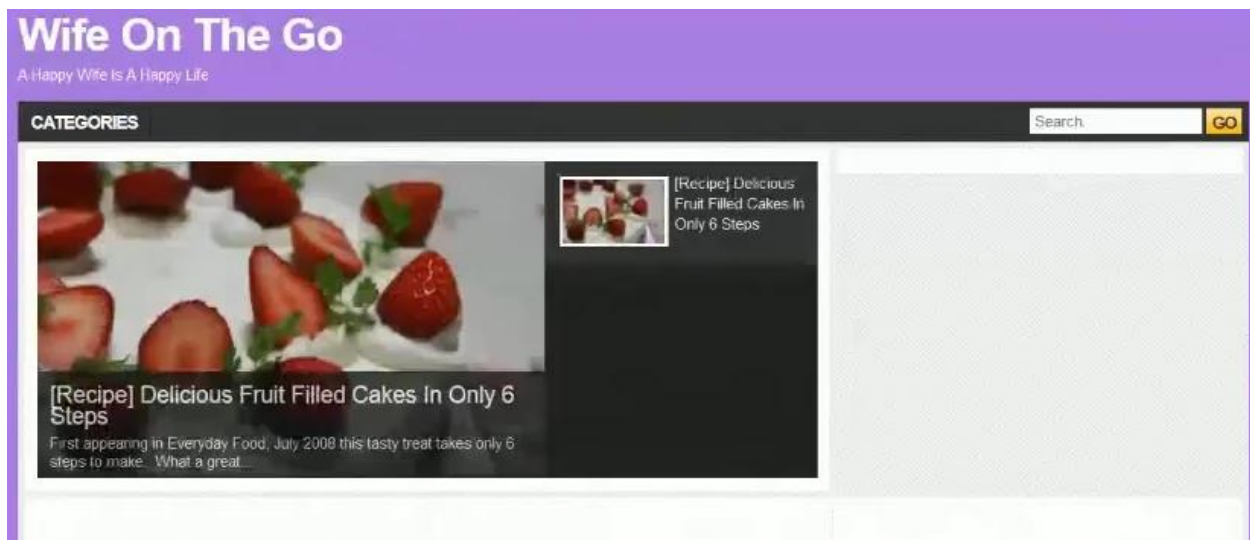 Wife On The Go
A Happy Wife Is A Happy Life
CATEGORIES
Search.
GO
[Recipe] Delicious
Fruit Filled Cakes In
Only 6 Steps
[Recipe] Delicious Fruit Filled Cakes In Only 6
Steps
First appearing in Everyday Food, July 2008 this tasty treat takes only 6
steps to make. What a great...